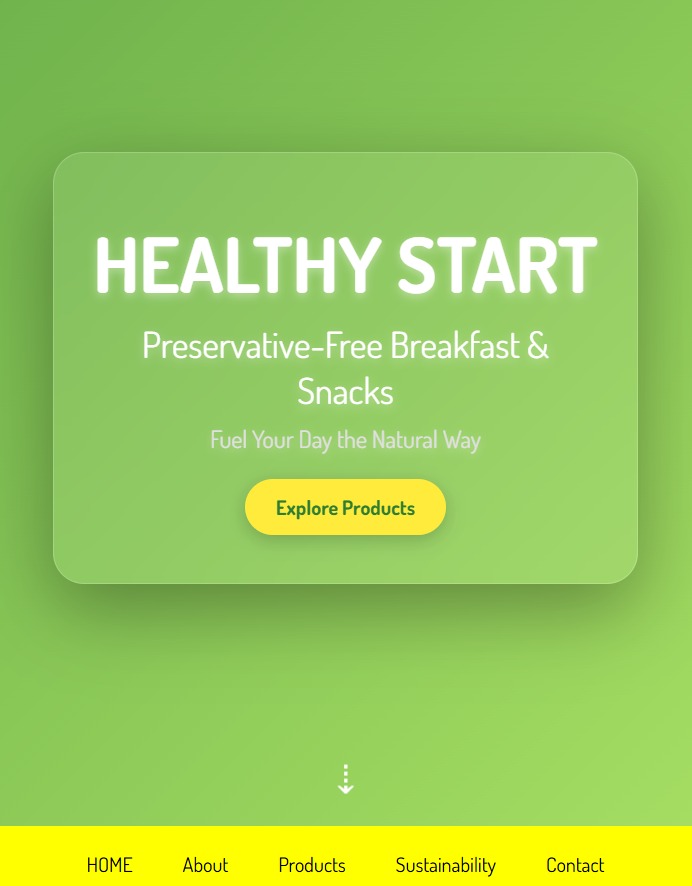 HEALTHY START
Preservative-Free Breakfast &
Snacks
Fuel Your Day the Natural Way
Explore Products
HOME About Products Sustainability Contact